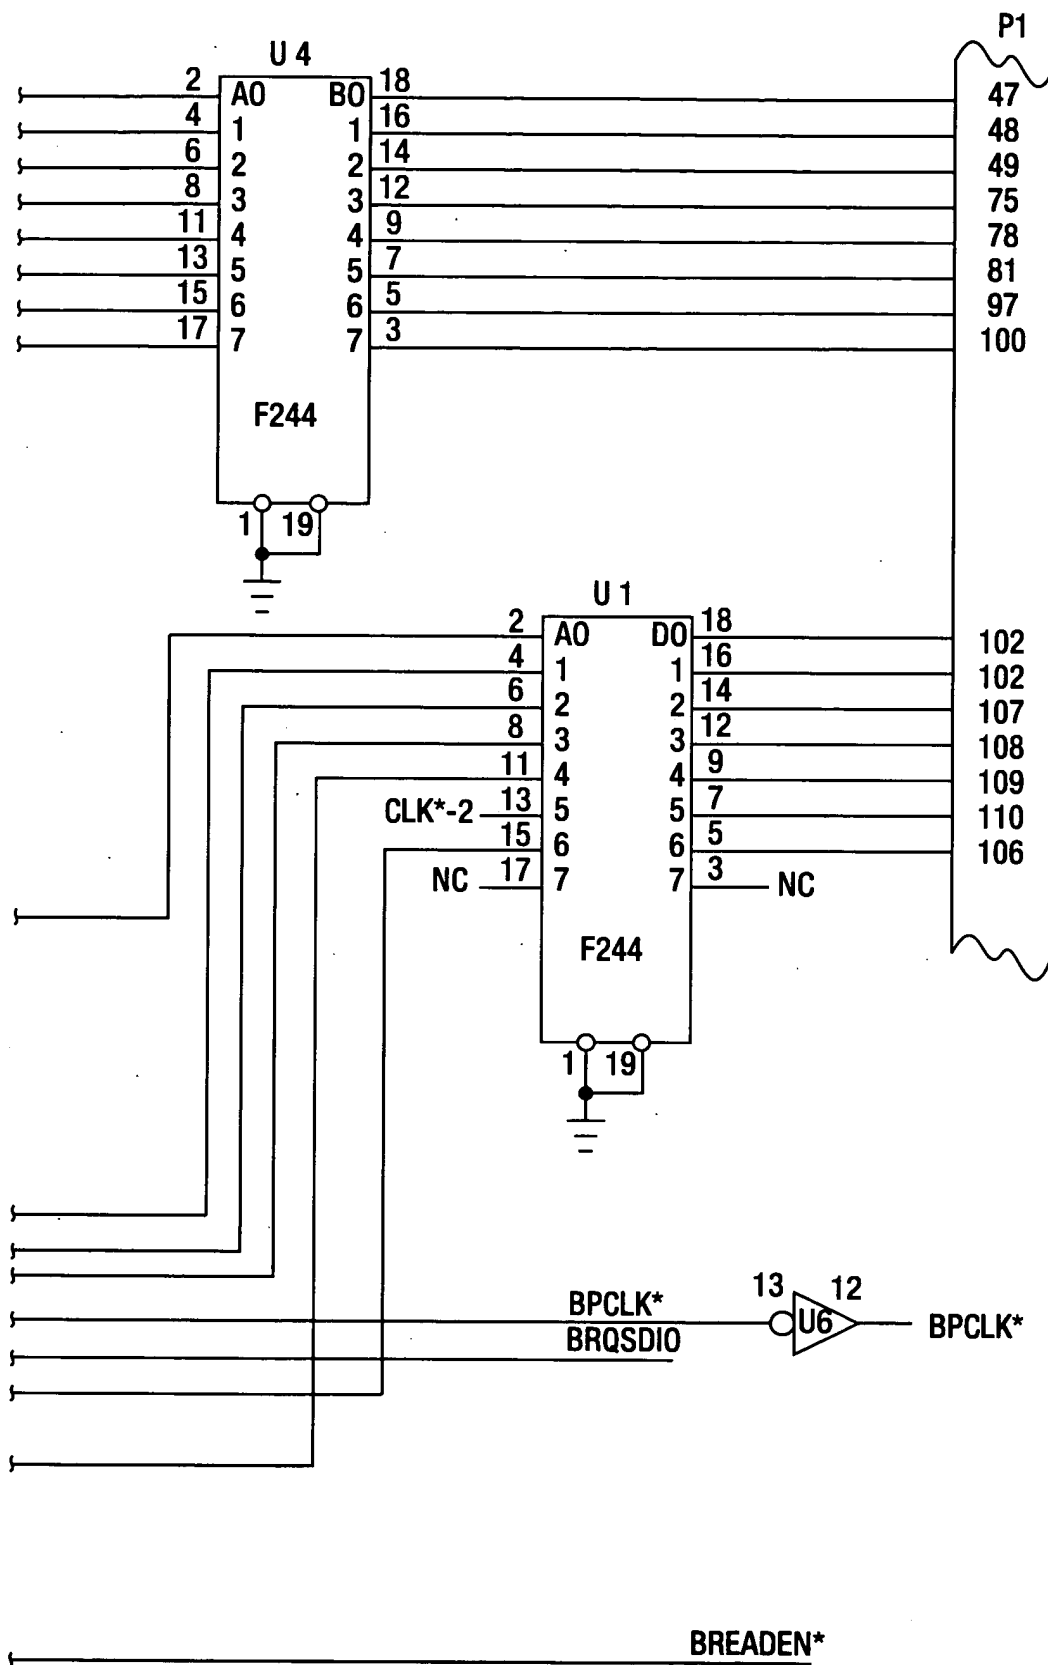 P1
U 4
2 A0 B0 18 47
4 1 1 16 48
6 2 2 14 49
8 3 3 12 75
11 4 4 9 78
13 5 5 7 81
15 6 6 5 97
17 7 7 3 100
F244
1 19
U 1
2 A0 D0 18 102
4 1 1 16 102
6 2 2 14 107
8 3 3 12 108
11 4 4 9 109
CLK*-2 13 5 5 7 110
15 6 6 5 106
NC 17 7 7 3 NC
F244
1 19
13 12
BPCLK* U6 BPCLK*
BRQSDIO
BREADEN*